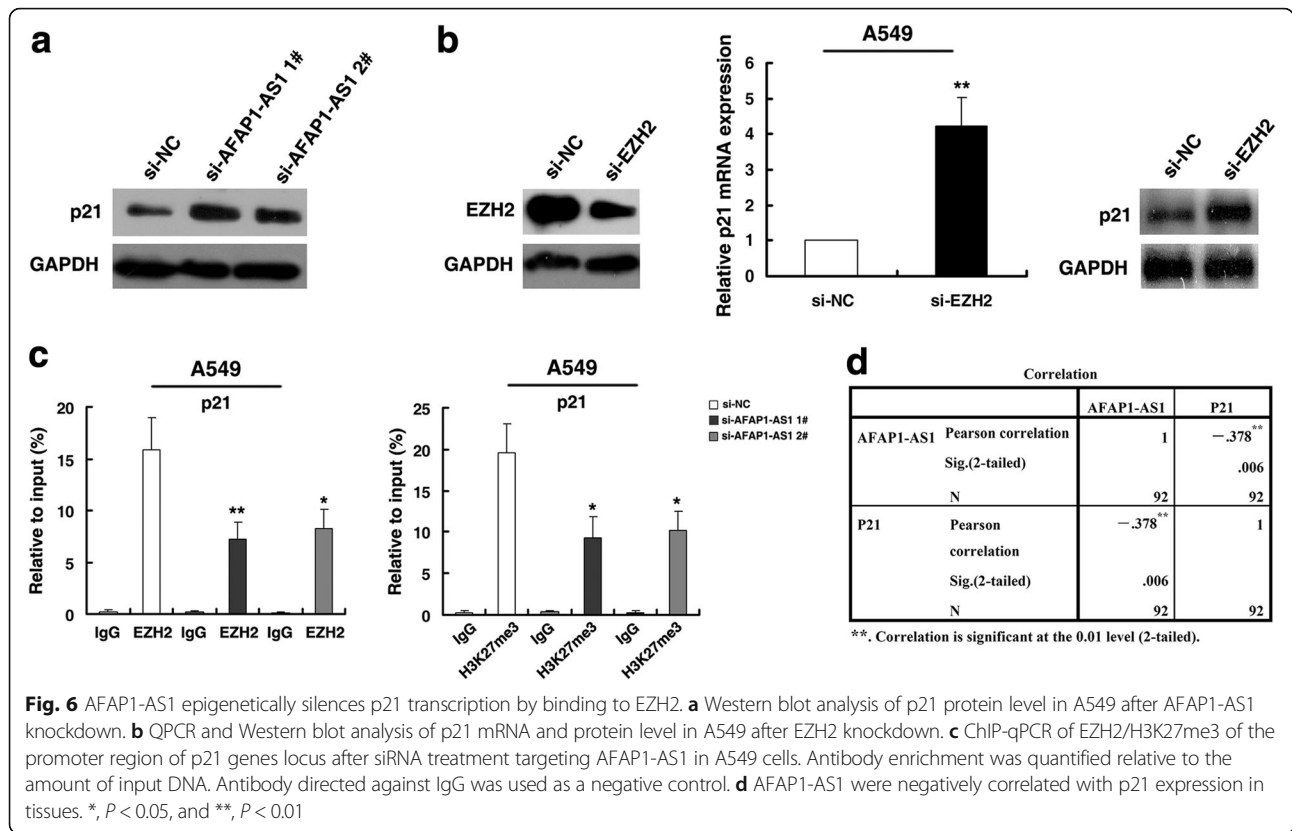 a
si-NC
si-AFAP1-AS1 1#
si-AFAP1-AS1 2#
p21
GAPDH
b
si-NC
si-EZH2
EZH2
GAPDH
A549
Relative p21 mRNA expression
6
5
4
3
2
1
0
**
si-NC
si-EZH2
si-NC
si-EZH2
p21
GAPDH
c
A549
p21
Relative to input (%)
20
15
10
5
0
**
*
IgG EZH2 IgG EZH2 IgG EZH2
A549
p21
Relative to input (%)
25
20
15
10
5
0
*
*
IgG
H3K27me3
IgG
H3K27me3
IgG
H3K27me3
si-NC
si-AFAP1-AS1 1#
si-AFAP1-AS1 2#
d
Correlation
AFAP1-AS1 P21
AFAP1-AS1 Pearson correlation 1 −.378**
Sig.(2-tailed) .006
N 92 92
P21 Pearson −.378** 1
correlation
Sig.(2-tailed) .006
N 92 92
**. Correlation is significant at the 0.01 level (2-tailed).
Fig. 6 AFAP1-AS1 epigenetically silences p21 transcription by binding to EZH2. a Western blot analysis of p21 protein level in A549 after AFAP1-AS1
knockdown. b QPCR and Western blot analysis of p21 mRNA and protein level in A549 after EZH2 knockdown. c ChIP-qPCR of EZH2/H3K27me3 of the
promoter region of p21 genes locus after siRNA treatment targeting AFAP1-AS1 in A549 cells. Antibody enrichment was quantified relative to the
amount of input DNA. Antibody directed against IgG was used as a negative control. d AFAP1-AS1 were negatively correlated with p21 expression in
tissues. *, P < 0.05, and **, P < 0.01